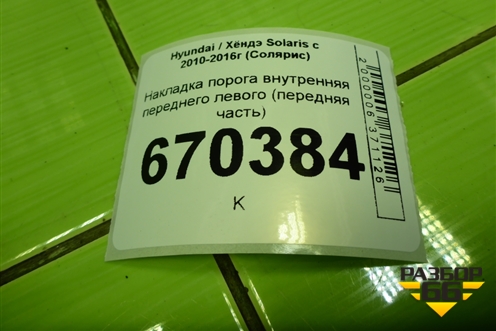 Hyundai / Хёндэ Solaris с
2010-2016г (Солярис)
Накладка порога внутренняя
переднего левого (передняя
часть)
670384
К
2000006371126
РАЗБОР
66